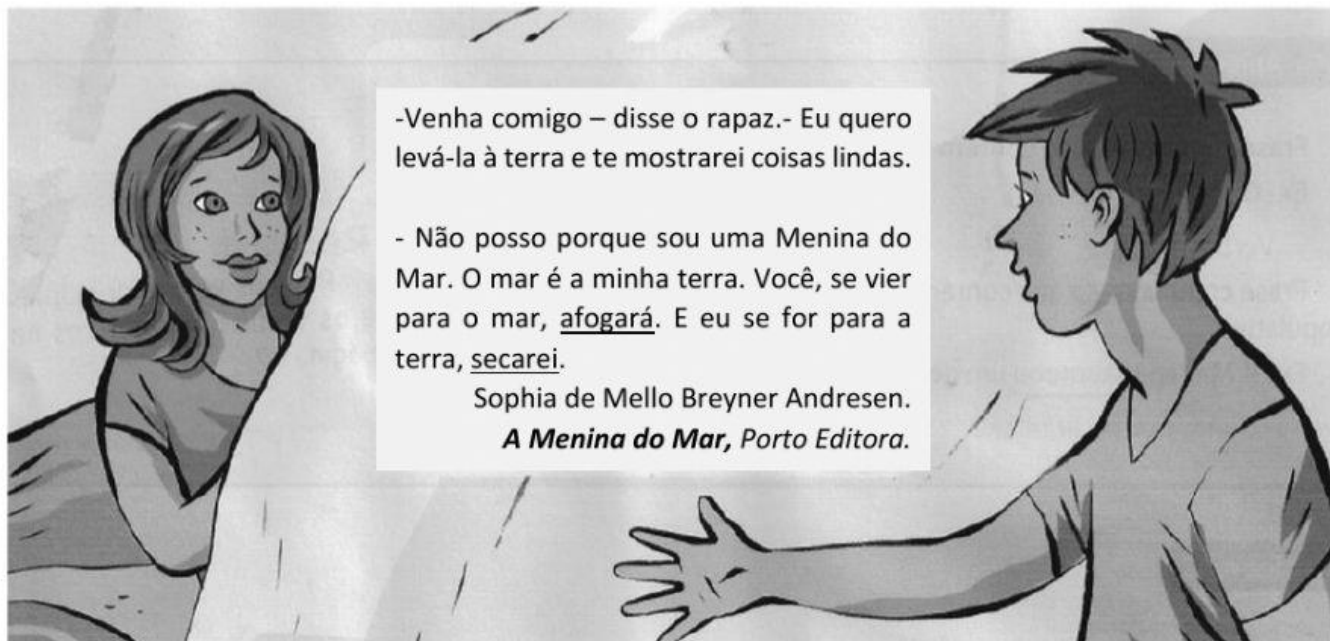 -Venha comigo – disse o rapaz.- Eu quero
levá-la à terra e te mostrarei coisas lindas.
- Não posso porque sou uma Menina do
Mar. O mar é a minha terra. Você, se vier
para o mar, afogará. E eu se for para a
terra, secarei.
Sophia de Mello Breyner Andresen.
A Menina do Mar, Porto Editora.